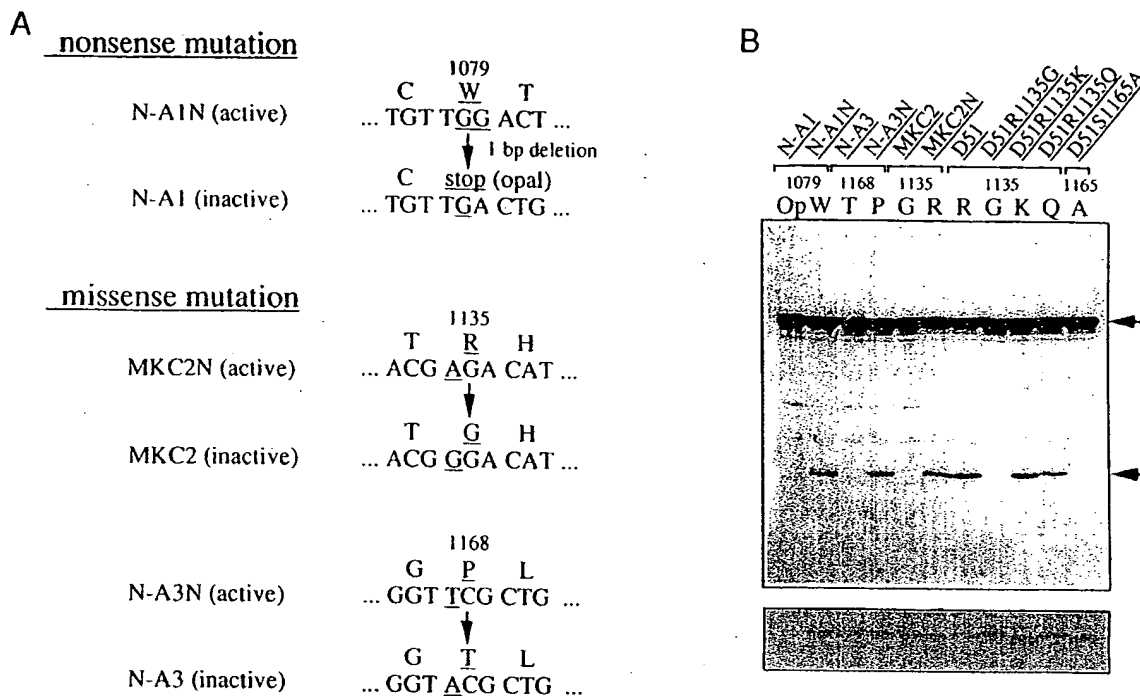 A
nonsense mutation
1079
C W T
N-A1N (active) ... TGT TGG ACT ...
1 bp deletion
C stop (opal)
N-A1 (inactive) ... TGT TGA CTG ...
missense mutation
1135
T R H
MKC2N (active) ... ACG AGA CAT ...
T G H
MKC2 (inactive) ... ACG GGA CAT ...
1168
G P L
N-A3N (active) ... GGT TCG CTG ...
G T L
N-A3 (inactive) ... GGT ACG CTG ...
B
N-A1
N-A1N
N-A3
N-A3N
MKC2
MKC2N
D51
D51R1135G
D51R1135K
D51R1135Q
D51S1165A
1079 1168 1135 1135 1165
Op W T P G R R G K Q A